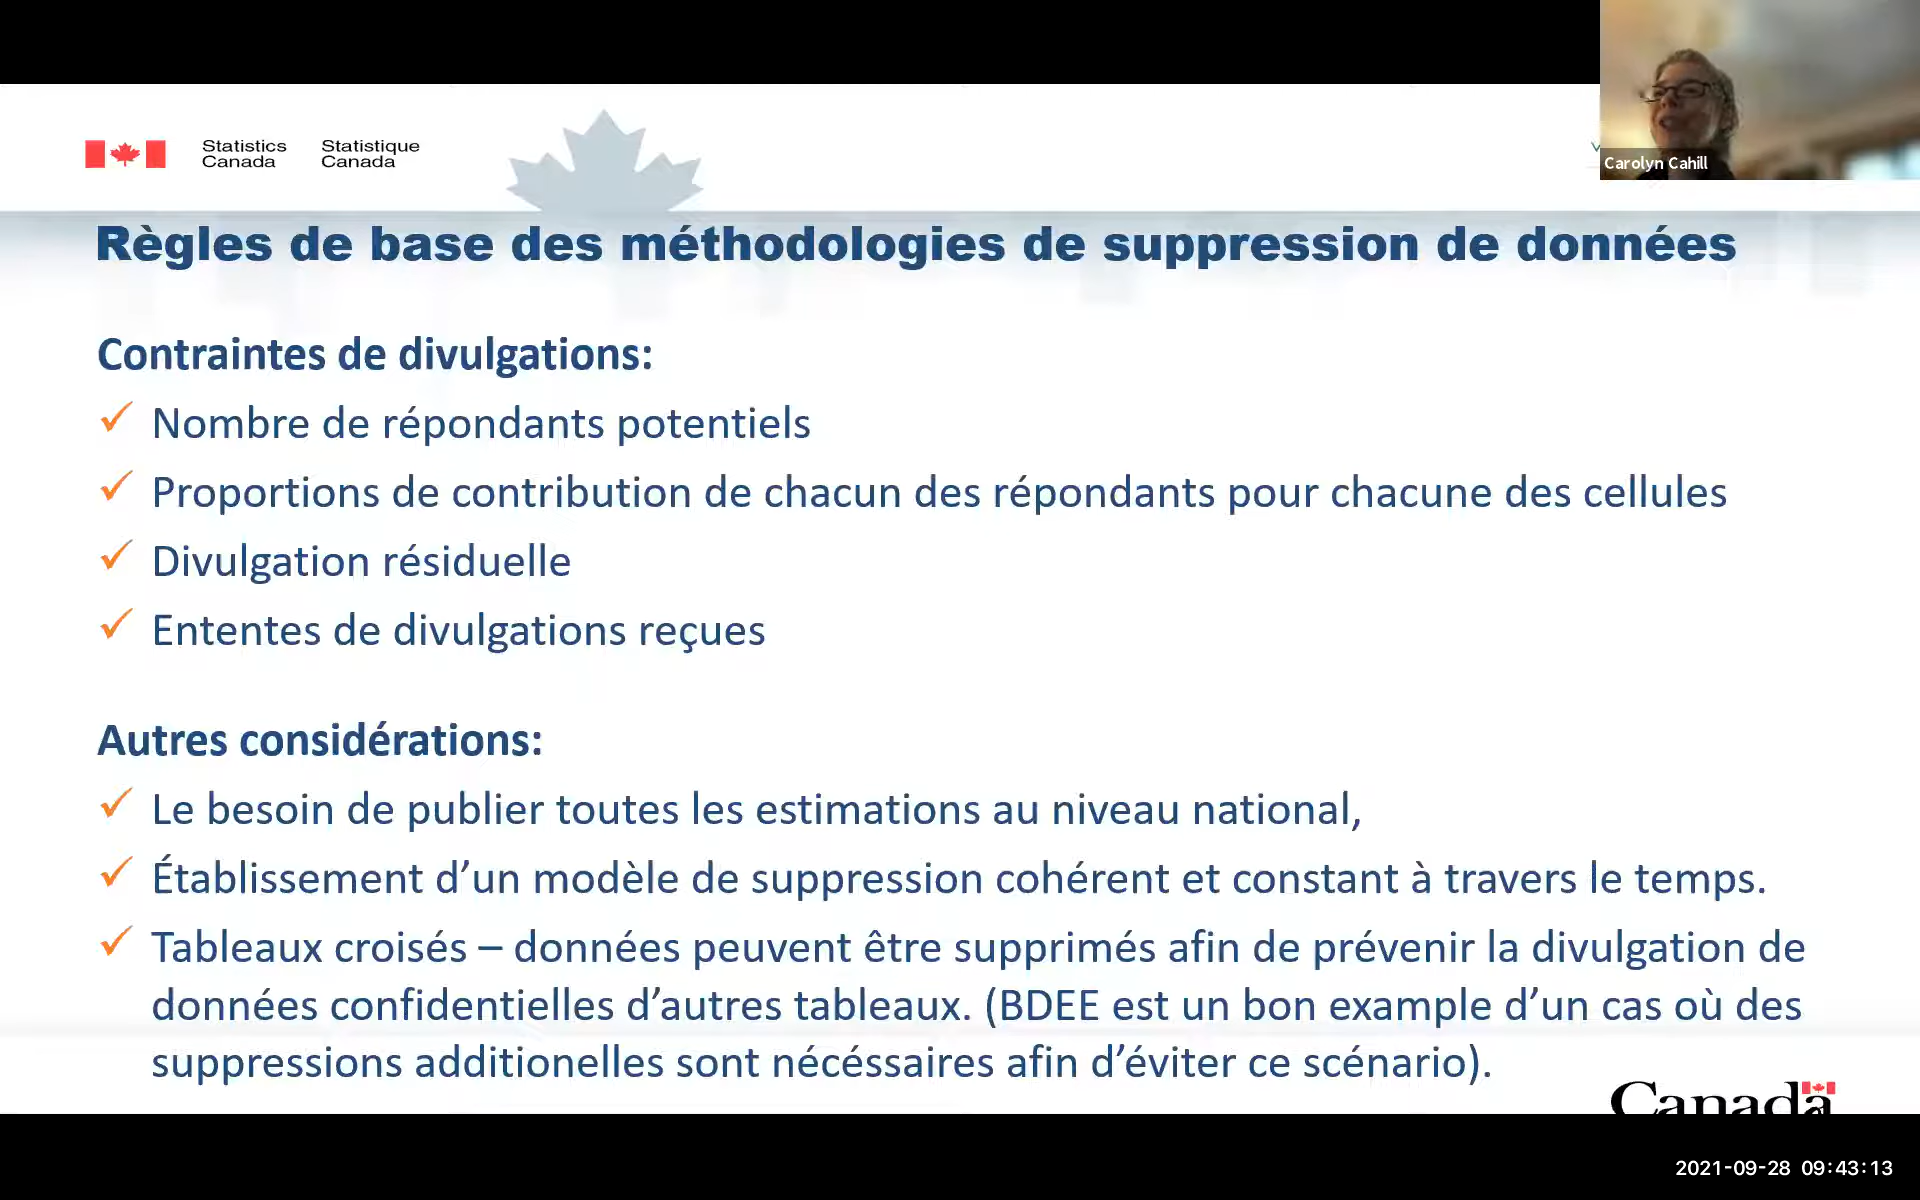 Statistics Canada
Statistique Canada
Carolyn Cahill
Règles de base des méthodologies de suppression de données
Contraintes de divulgations:
Nombre de répondants potentiels
Proportions de contribution de chacun des répondants pour chacune des cellules
Divulgation résiduelle
Ententes de divulgations reçues
Autres considérations:
Le besoin de publier toutes les estimations au niveau national,
Établissement d’un modèle de suppression cohérent et constant à travers le temps.
Tableaux croisés – données peuvent être supprimés afin de prévenir la divulgation de
données confidentielles d’autres tableaux. (BDEE est un bon example d’un cas où des
suppressions additionelles sont nécéssaires afin d’éviter ce scénario).
Canada
2021-09-28 09:43:13